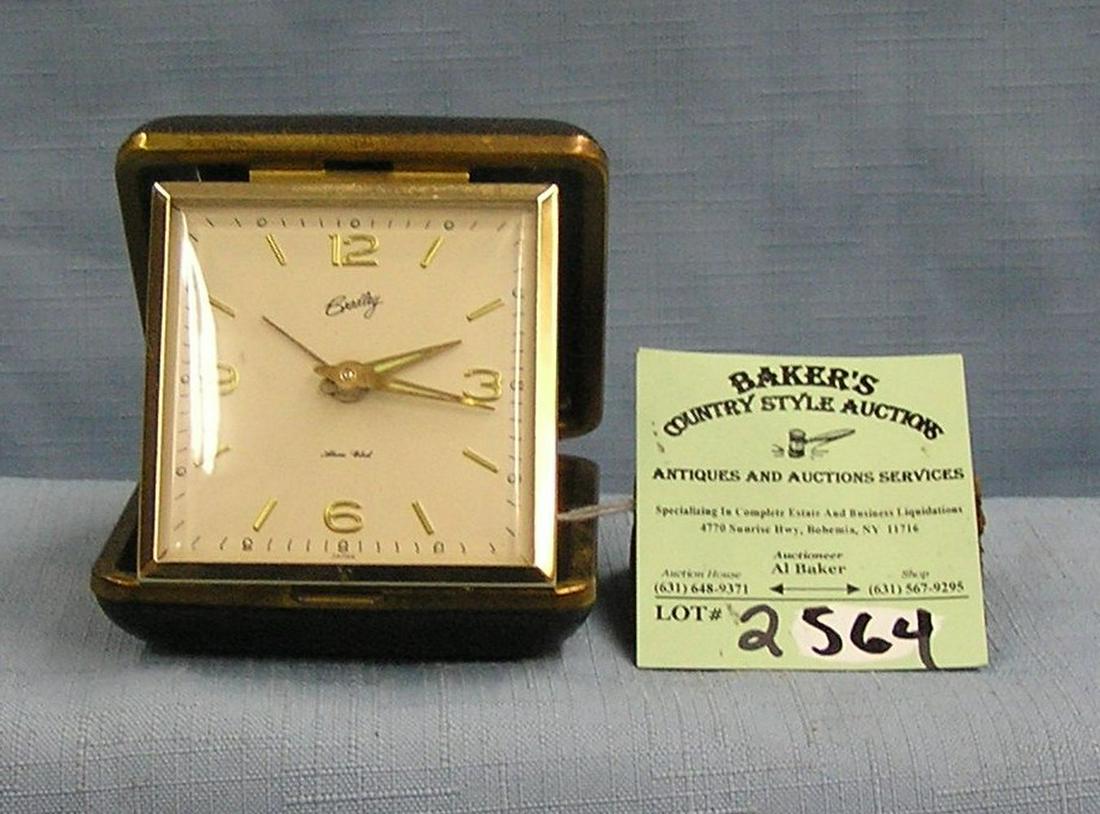 12
Bradley
3
9
6
JAPAN
BAKER'S
COUNTRY STYLE AUCTIONS
ANTIQUES AND AUCTIONS SERVICES
Specializing In Complete Estate And Business Liquidations
4770 Sunrise Hwy, Bohemia, NY 11716
Auctioneer
Al Baker
Auction House
Shop
(631) 648-9371
(631) 567-9295
LOT# 2564